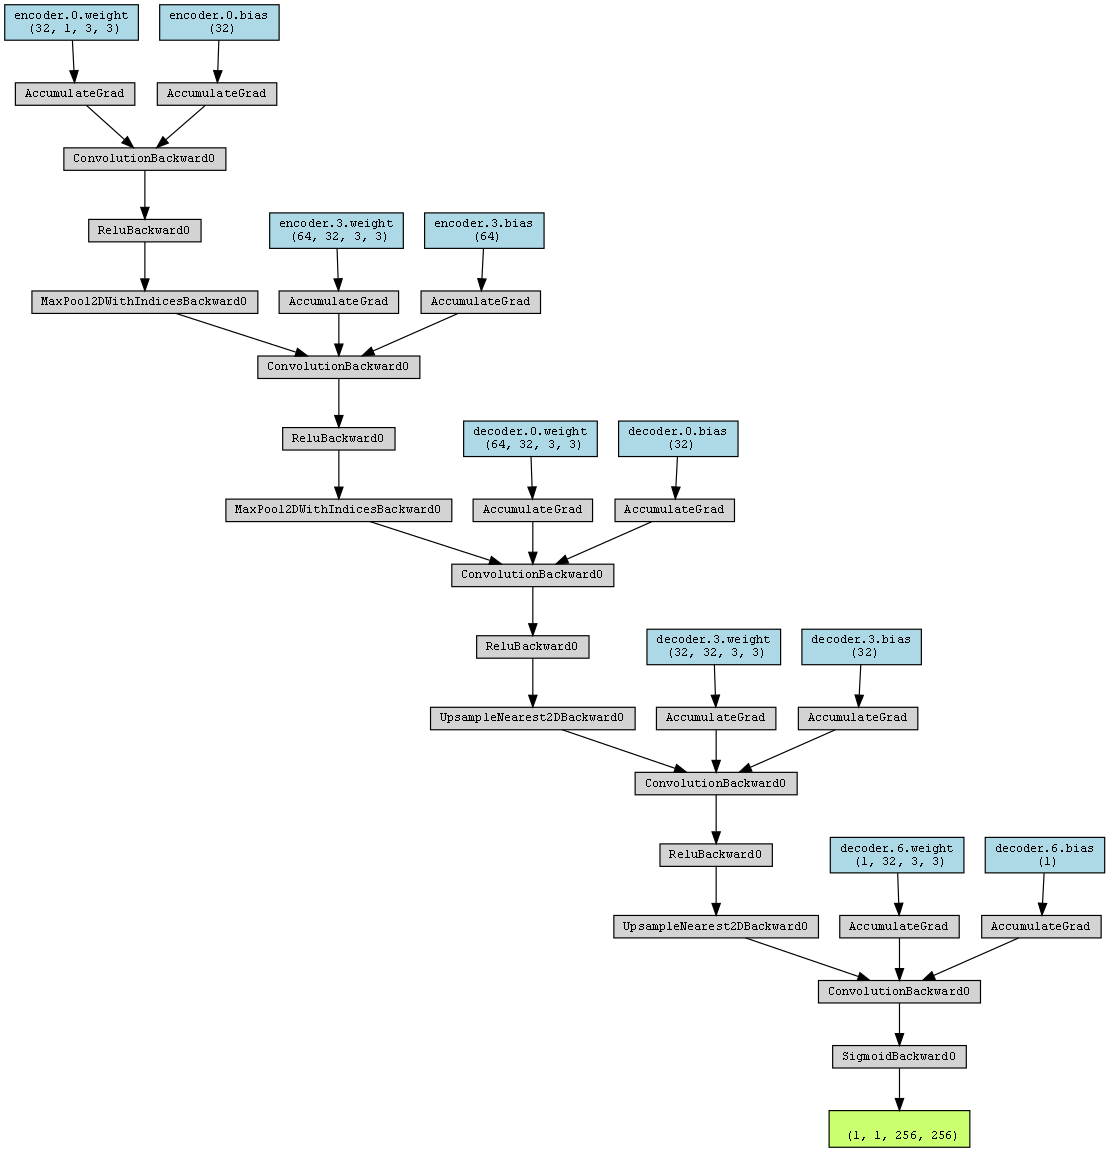 encoder.0.weight
(32, 1, 3, 3)
encoder.0.bias
(32)
AccumulateGrad
AccumulateGrad
ConvolutionBackward0
ReluBackward0
encoder.3.weight
(64, 32, 3, 3)
encoder.3.bias
(64)
MaxPool2DWithIndicesBackward0
AccumulateGrad
AccumulateGrad
ConvolutionBackward0
ReluBackward0
decoder.0.weight
(64, 32, 3, 3)
decoder.0.bias
(32)
MaxPool2DWithIndicesBackward0
AccumulateGrad
AccumulateGrad
ConvolutionBackward0
ReluBackward0
decoder.3.weight
(32, 32, 3, 3)
decoder.3.bias
(32)
UpsampleNearest2DBackward0
AccumulateGrad
AccumulateGrad
ConvolutionBackward0
ReluBackward0
decoder.6.weight
(1, 32, 3, 3)
decoder.6.bias
(1)
UpsampleNearest2DBackward0
AccumulateGrad
AccumulateGrad
ConvolutionBackward0
SigmoidBackward0
(1, 1, 256, 256)